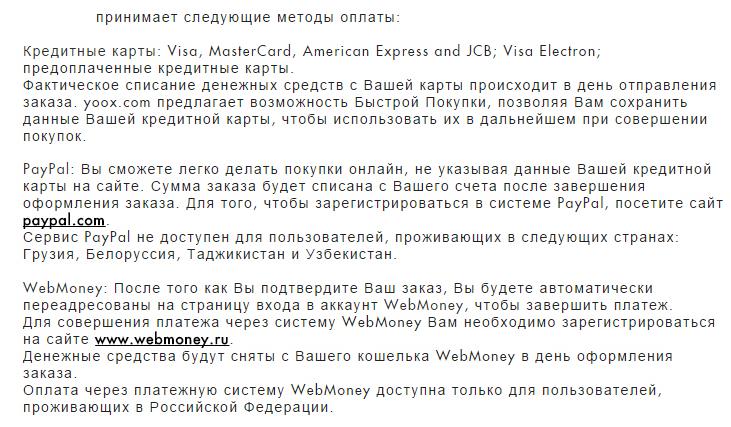 принимает следующие методы оплаты:
Кредитные карты: Visa, MasterCard, American Express and JCB; Visa Electron;
предоплаченные кредитные карты.
Фактическое списание денежных средств с Вашей карты происходит в день отправления
заказа. yoox.com предлагает возможность Быстрой Покупки, позволяя Вам сохранить
данные Вашей кредитной карты, чтобы использовать их в дальнейшем при совершении
покупок.
PayPal: Вы сможете легко делать покупки онлайн, не указывая данные Вашей кредитной
карты на сайте. Сумма заказа будет списана с Вашего счета после завершения
оформления заказа. Для того, чтобы зарегистрироваться в системе PayPal, посетите сайт
paypal.com.
Сервис PayPal не доступен для пользователей, проживающих в следующих странах:
Грузия, Белоруссия, Таджикистан и Узбекистан.
WebMoney: После того как Вы подтвердите Ваш заказ, Вы будете автоматически
переадресованы на страницу входа в аккаунт WebMoney, чтобы завершить платеж.
Для совершения платежа через систему WebMoney Вам необходимо зарегистрироваться
на сайте www.webmoney.ru.
Денежные средства будут сняты с Вашего кошелька WebMoney в день оформления
заказа.
Оплата через платежную систему WebMoney доступна только для пользователей,
проживающих в Российской Федерации.